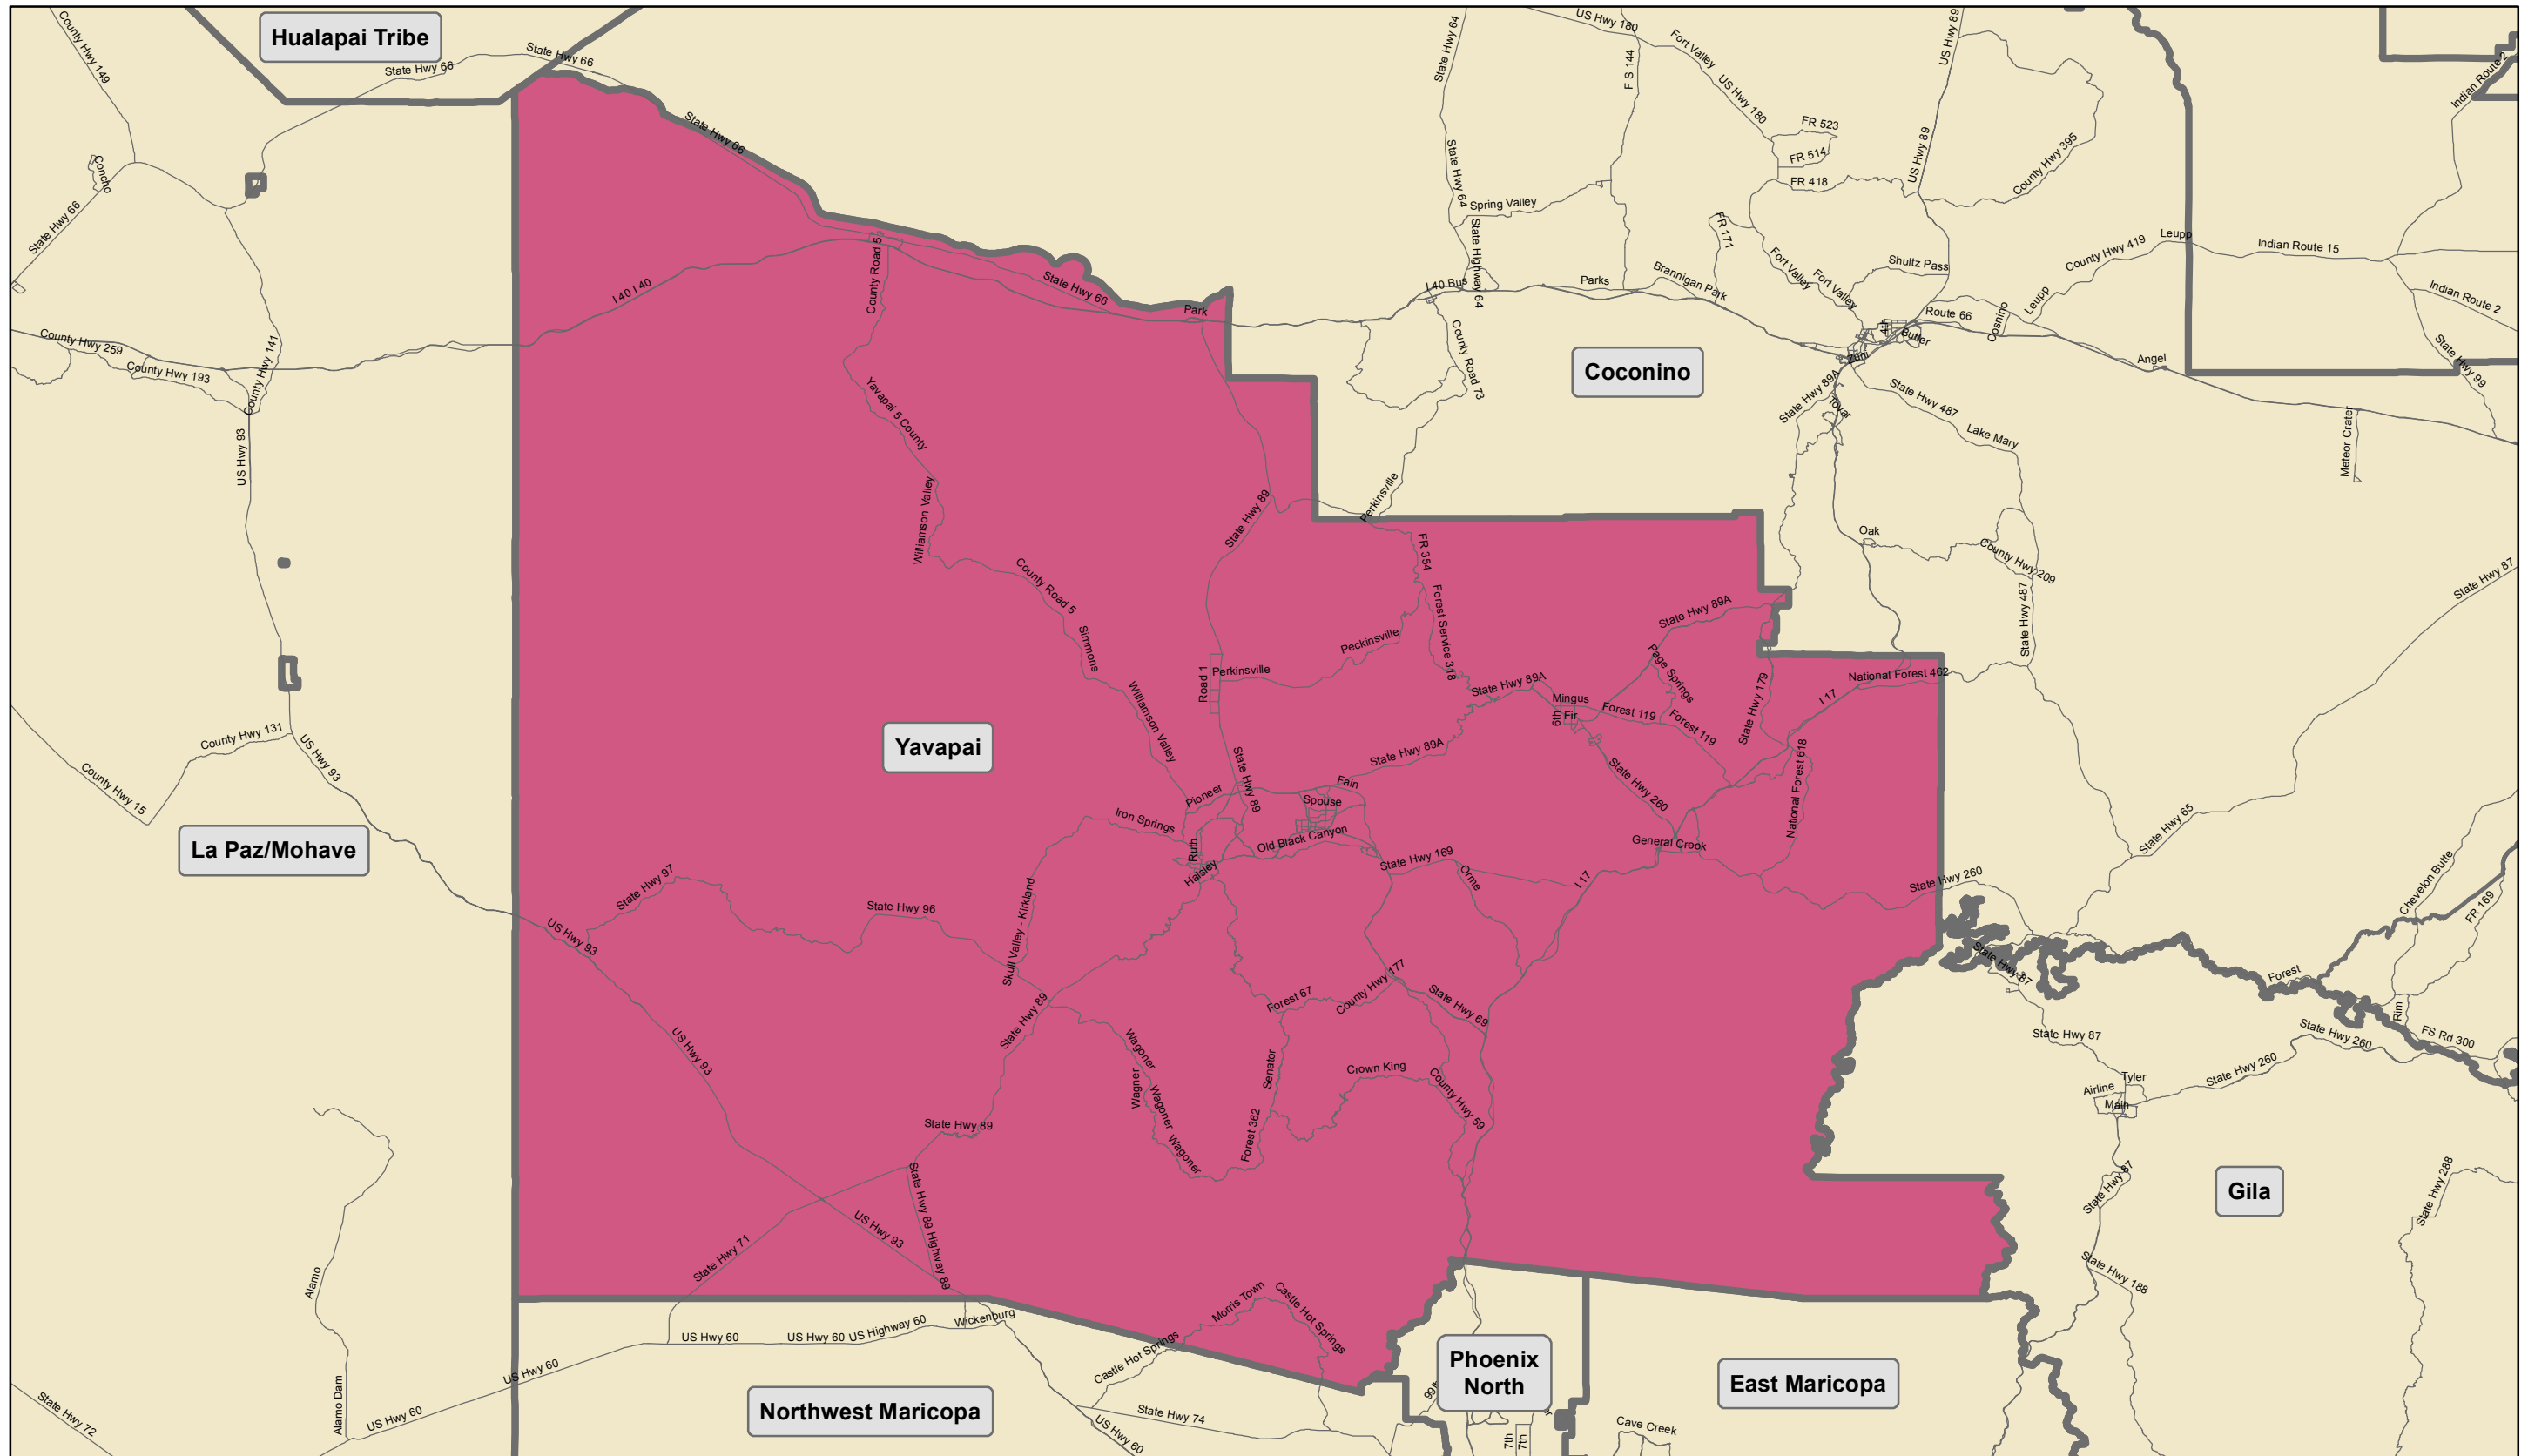 Hualapai Tribe
County Hwy 149
State Hwy 66
State Hwy 66
State Hwy 64
US Hwy 180
Fort Valley
US Hwy 180
F S 144
US Hwy 89
Indian Route 2
State Hwy 66
Concho
State Hwy 66
State Hwy 64
FR 523
FR 514
FR 418
US Hwy 89
County Hwy 395
Spring Valley
State Highway 64
FR 171
Fort Valley
Fort Valley
Shultz Pass
County Hwy 419
Leupp
Indian Route 15
Indian Route 2
County Road 5
I 40 I 40
State Hwy 66
Park
I 40 Bus
Parks
Brannigan Park
Leupp
Cosnino
Route 66
4th
Butler
Zuni
Angel
State Hwy 99
County Hwy 259
County Hwy 193
County Hwy 141
County Road 73
Coconino
State Hwy 89A
Tovar
State Hwy 487
Lake Mary
Meteor Crater
US Hwy 93
Yavapai 5 County
Williamson Valley
State Hwy 89
Perkinsville
Oak
County Hwy 209
State Hwy 487
State Hwy 87
County Road 5
Simmons
FR 354
Forest Service 318
Peckinsville
Perkinsville
Road 1
State Hwy 89A
Page Springs
State Hwy 179
National Forest 462
I 17
Williamson Valley
State Hwy 89A
Mingus
6th
Fir
Forest 119
Forest 119
Yavapai
County Hwy 131
US Hwy 93
County Hwy 15
La Paz/Mohave
State Hwy 89
State Hwy 89A
Fain
Pioneer
Spouse
Iron Springs
Old Black Canyon
Ruth
Haisley
State Hwy 260
National Forest 618
General Crook
State Hwy 65
State Hwy 169
Orme
I 17
State Hwy 260
Chevelon Butte
FR 169
State Hwy 97
State Hwy 96
US Hwy 93
Skull Valley - Kirkland
State Hwy 87
Forest
Rim
FS Rd 300
State Hwy 260
State Hwy 260
State Hwy 87
Forest 67
County Hwy 177
State Hwy 69
State Hwy 89
US Hwy 93
Wagoner
Wagner
Wagoner
Wagoner
Senator
Forest 362
Crown King
County Hwy 59
Airline
Tyler
Main
State Hwy 89
State Hwy 87
State Hwy 288
Gila
State Hwy 89 Highway 89
US Hwy 93
State Hwy 71
State Hwy 188
Alamo
Morris Town
Castle Hot Springs
Castle Hot Springs
Wickenburg
US Hwy 60
US Hwy 60
US Highway 60
US Hwy 60
Alamo Dam
US Hwy 60
State Hwy 72
Northwest Maricopa
State Hwy 74
US Hwy 60
Phoenix
North
East Maricopa
7th
7th
Cave Creek